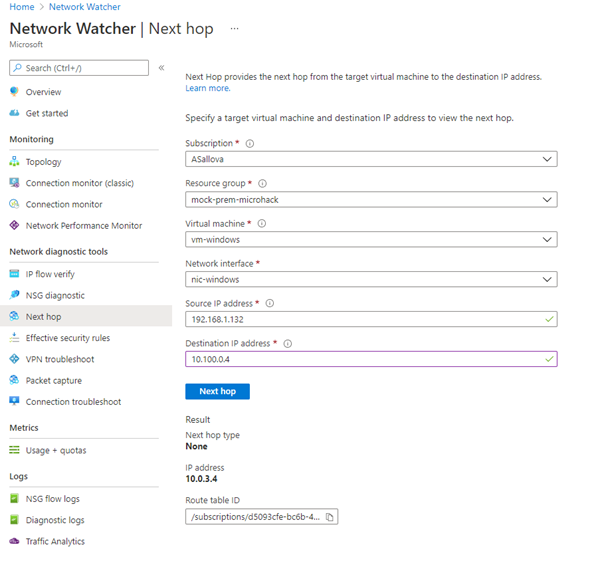 Home > Network Watcher
Network Watcher | Next hop ...
Microsoft
Search (Ctrl+/) «
Overview
Get started
Monitoring
Topology
Connection monitor (classic)
Connection monitor
Network Performance Monitor
Network diagnostic tools
IP flow verify
NSG diagnostic
Next hop
Effective security rules
VPN troubleshoot
Packet capture
Connection troubleshoot
Metrics
Usage + quotas
Logs
NSG flow logs
Diagnostic logs
Traffic Analytics
Next Hop provides the next hop from the target virtual machine to the destination IP address.
Learn more.
Specify a target virtual machine and destination IP address to view the next hop.
Subscription *
ASallova
Resource group *
mock-prem-microhack
Virtual machine *
vm-windows
Network interface *
nic-windows
Source IP address *
192.168.1.132
Destination IP address *
10.100.0.4
Next hop
Result
Next hop type
None
IP address
10.0.3.4
Route table ID
/subscriptions/d5093cfe-bc6b-4...